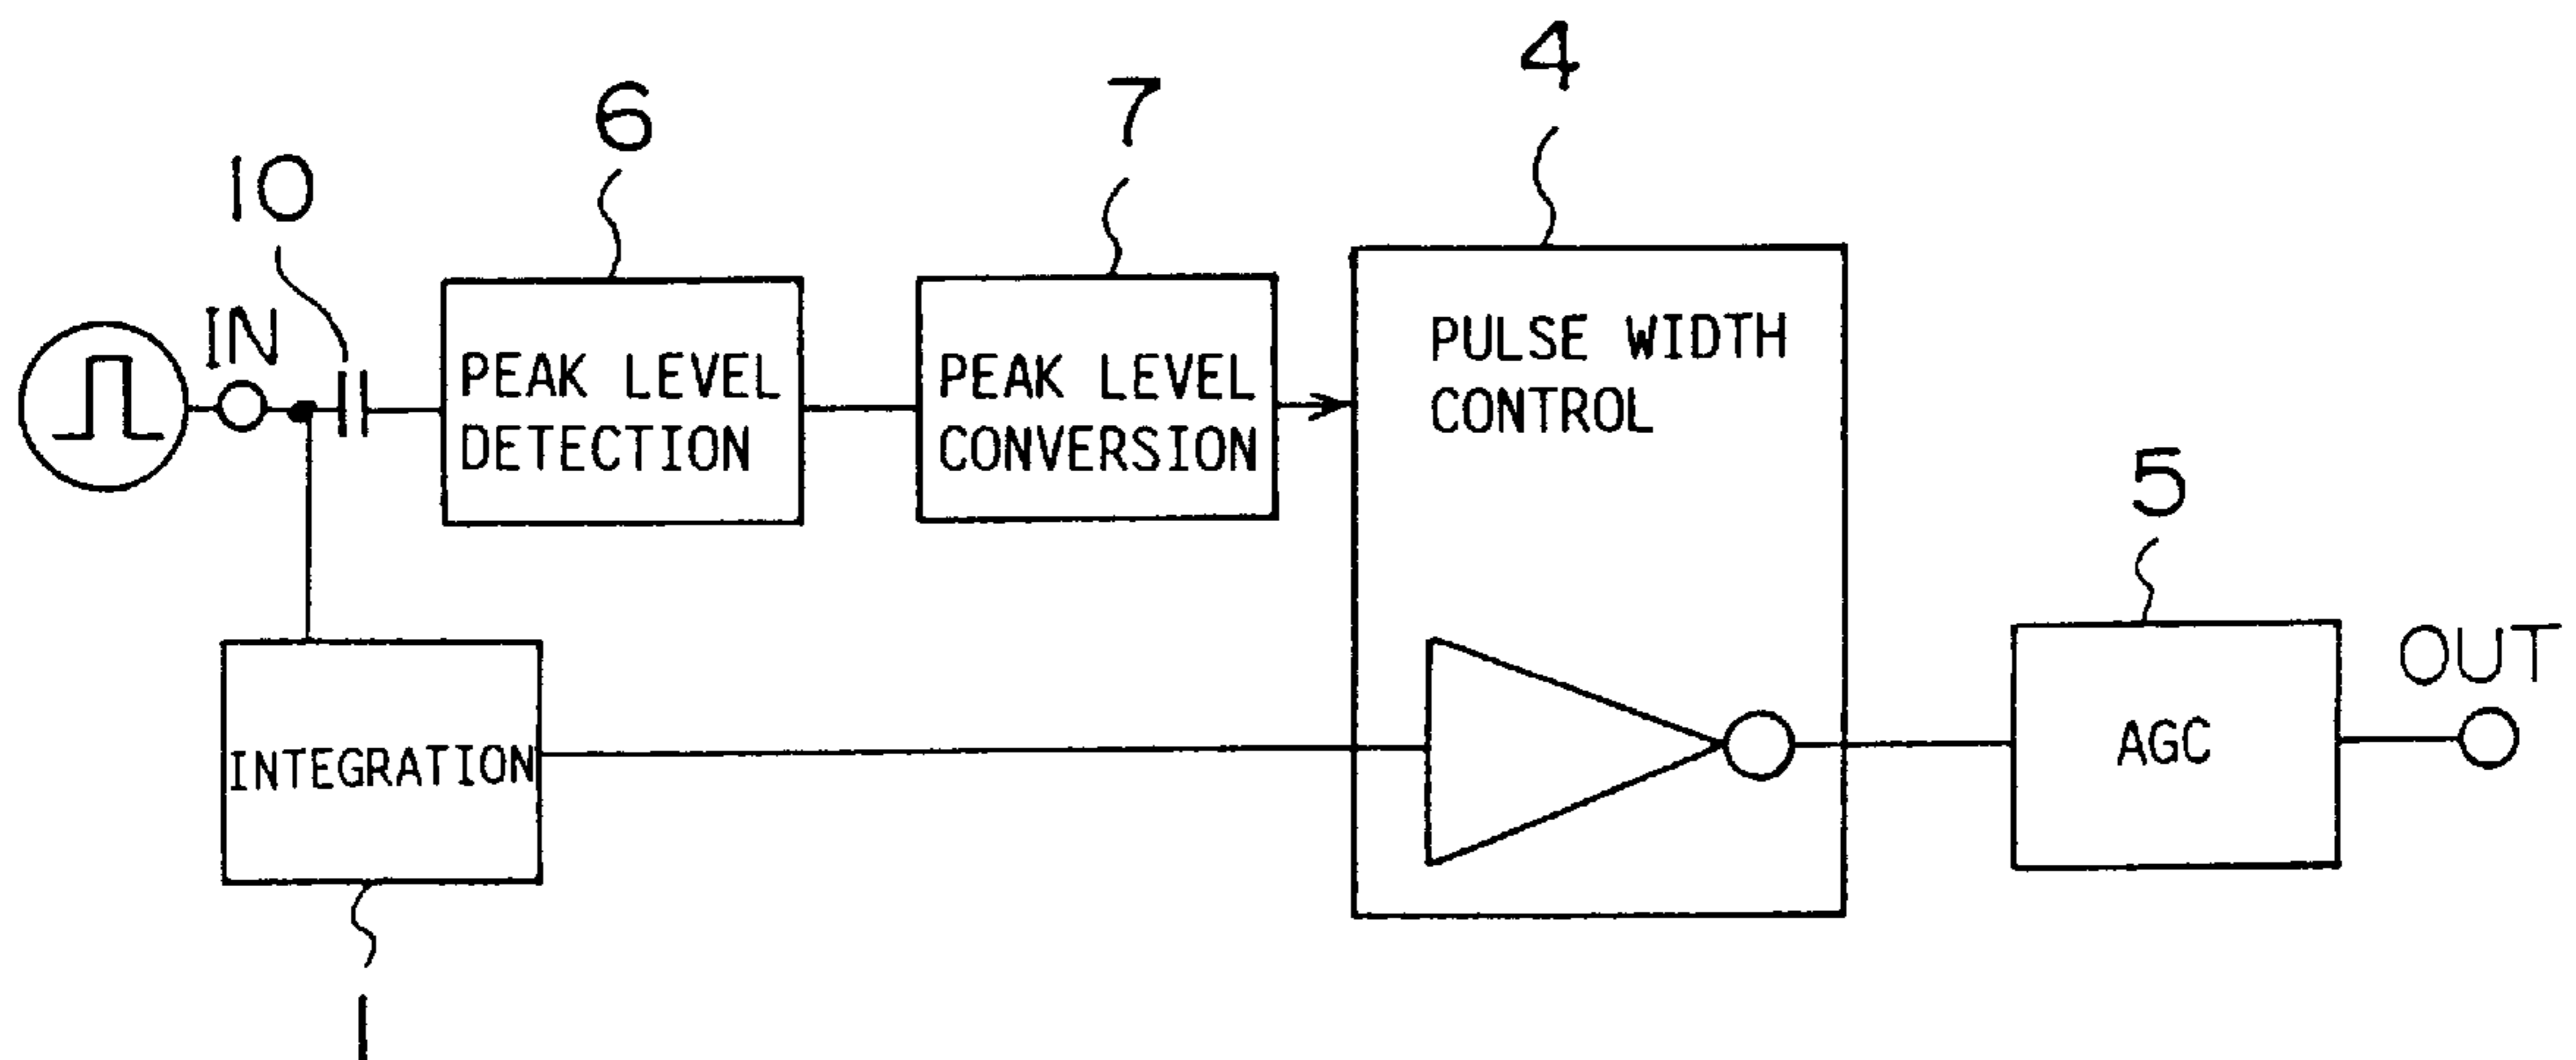 4
6
7
10
IN
PEAK LEVEL
DETECTION
PEAK LEVEL
CONVERSION
PULSE WIDTH
CONTROL
5
OUT
INTEGRATION
AGC
1